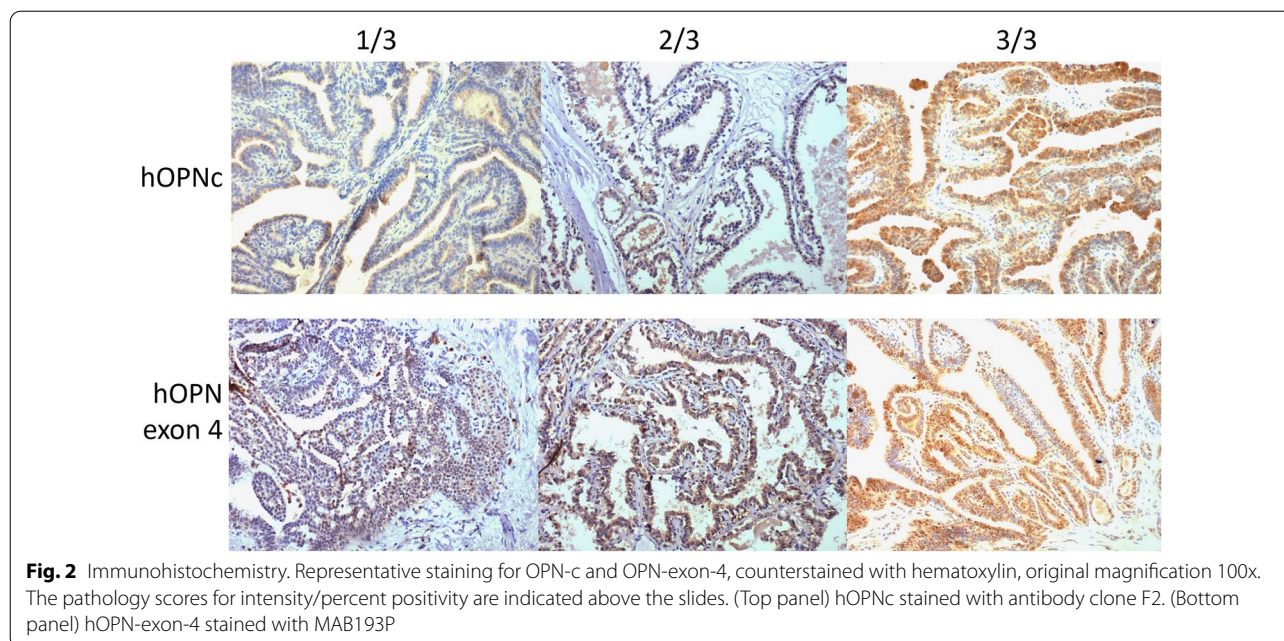 1/3 2/3 3/3
hOPNc
hOPN
exon 4
Fig. 2 Immunohistochemistry. Representative staining for OPN-c and OPN-exon-4, counterstained with hematoxylin, original magnification 100x.
The pathology scores for intensity/percent positivity are indicated above the slides. (Top panel) hOPNc stained with antibody clone F2. (Bottom
panel) hOPN-exon-4 stained with MAB193P